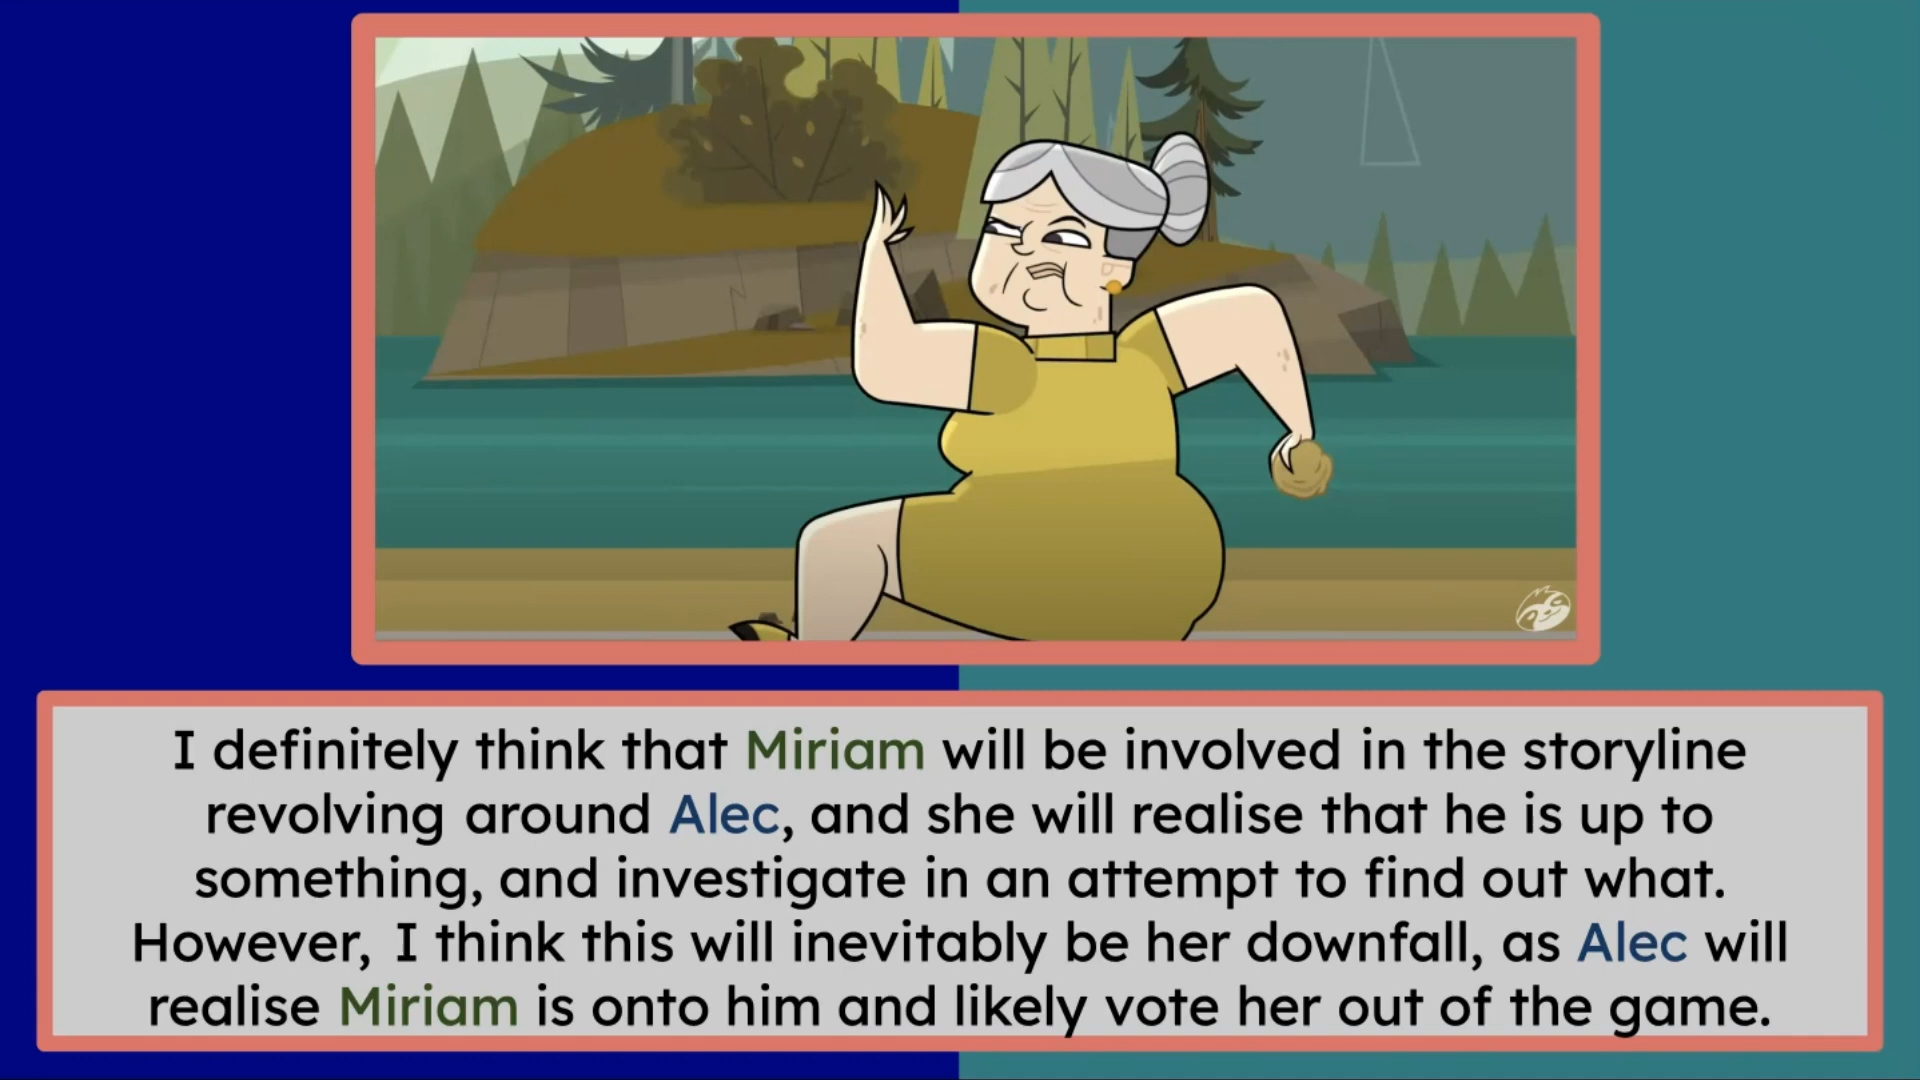 I definitely think that Miriam will be involved in the storyline
revolving around Alec, and she will realise that he is up to
something, and investigate in an attempt to find out what.
However, I think this will inevitably be her downfall, as Alec will
realise Miriam is onto him and likely vote her out of the game.